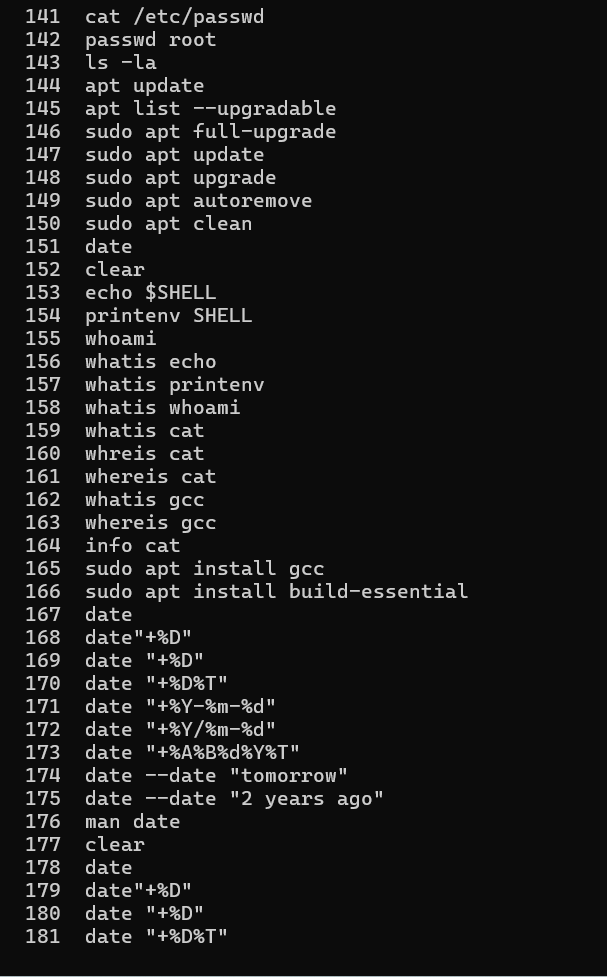 141 cat /etc/passwd
142 passwd root
143 ls -la
144 apt update
145 apt list --upgradable
146 sudo apt full-upgrade
147 sudo apt update
148 sudo apt upgrade
149 sudo apt autoremove
150 sudo apt clean
151 date
152 clear
153 echo $SHELL
154 printenv SHELL
155 whoami
156 whatis echo
157 whatis printenv
158 whatis whoami
159 whatis cat
160 whreis cat
161 whereis cat
162 whatis gcc
163 whereis gcc
164 info cat
165 sudo apt install gcc
166 sudo apt install build-essential
167 date
168 date"+%D"
169 date "+%D"
170 date "+%D%T"
171 date "+%Y-%m-%d"
172 date "+%Y/%m-%d"
173 date "+%A%B%d%Y%T"
174 date --date "tomorrow"
175 date --date "2 years ago"
176 man date
177 clear
178 date
179 date"+%D"
180 date "+%D"
181 date "+%D%T"